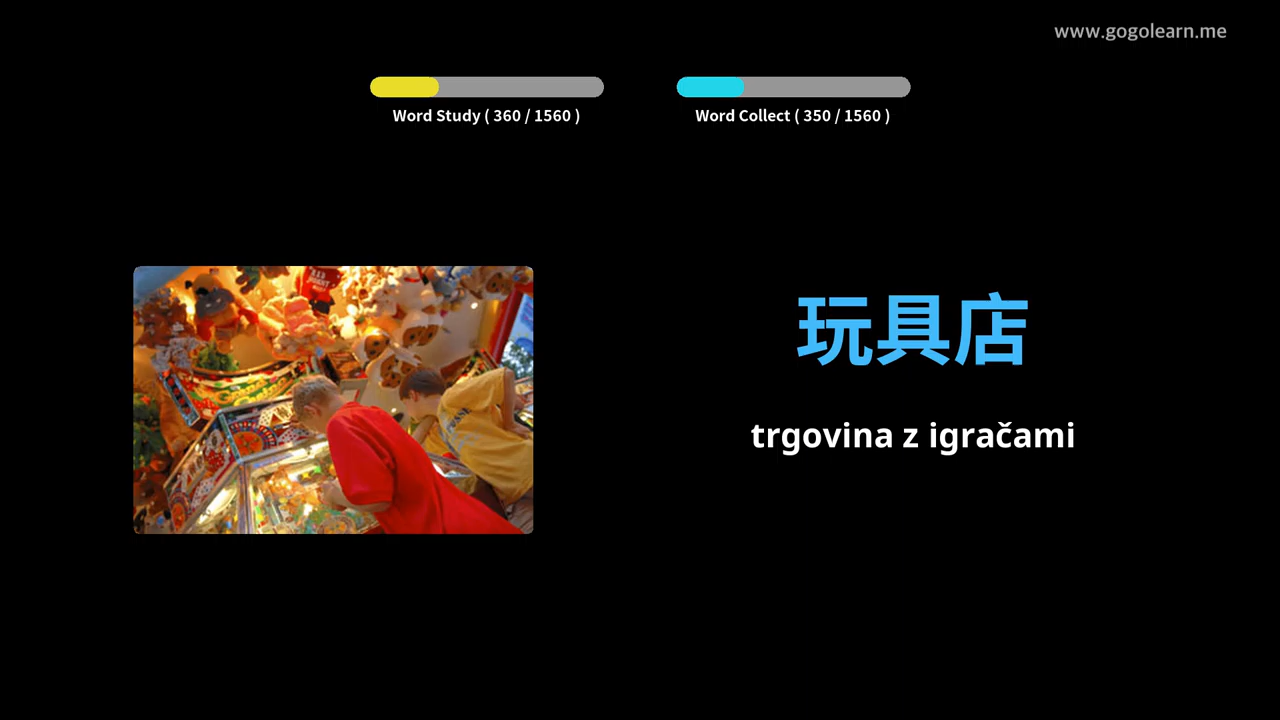 www.gogolearn.me
Word Study ( 360 / 1560 )
Word Collect ( 350 / 1560 )
玩具店
trgovina z igračami